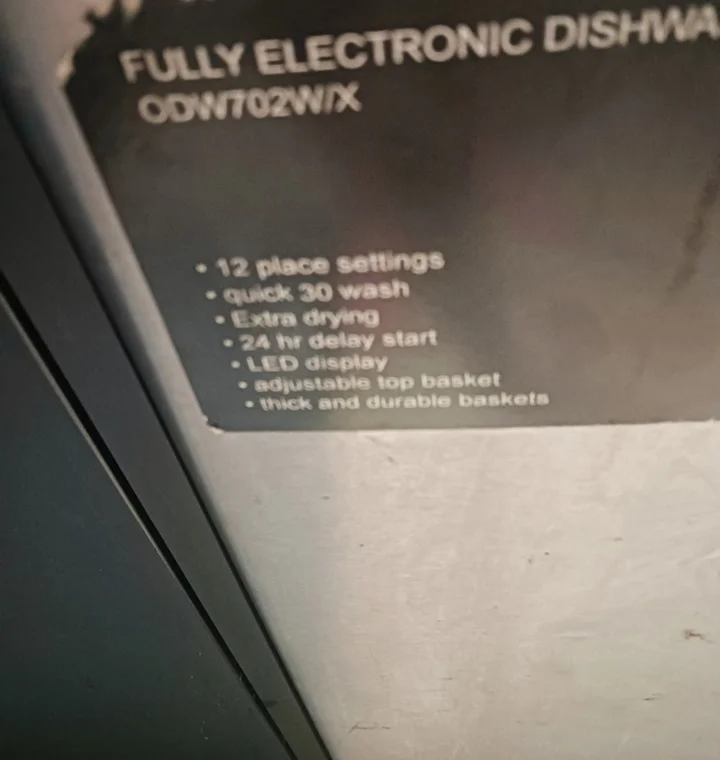 FULLY ELECTRONIC DISHWA
ODW702W/X
• 12 place settings
• quick 30 wash
• Extra drying
• 24 hr delay start
• LED display
• adjustable top basket
• thick and durable baskets